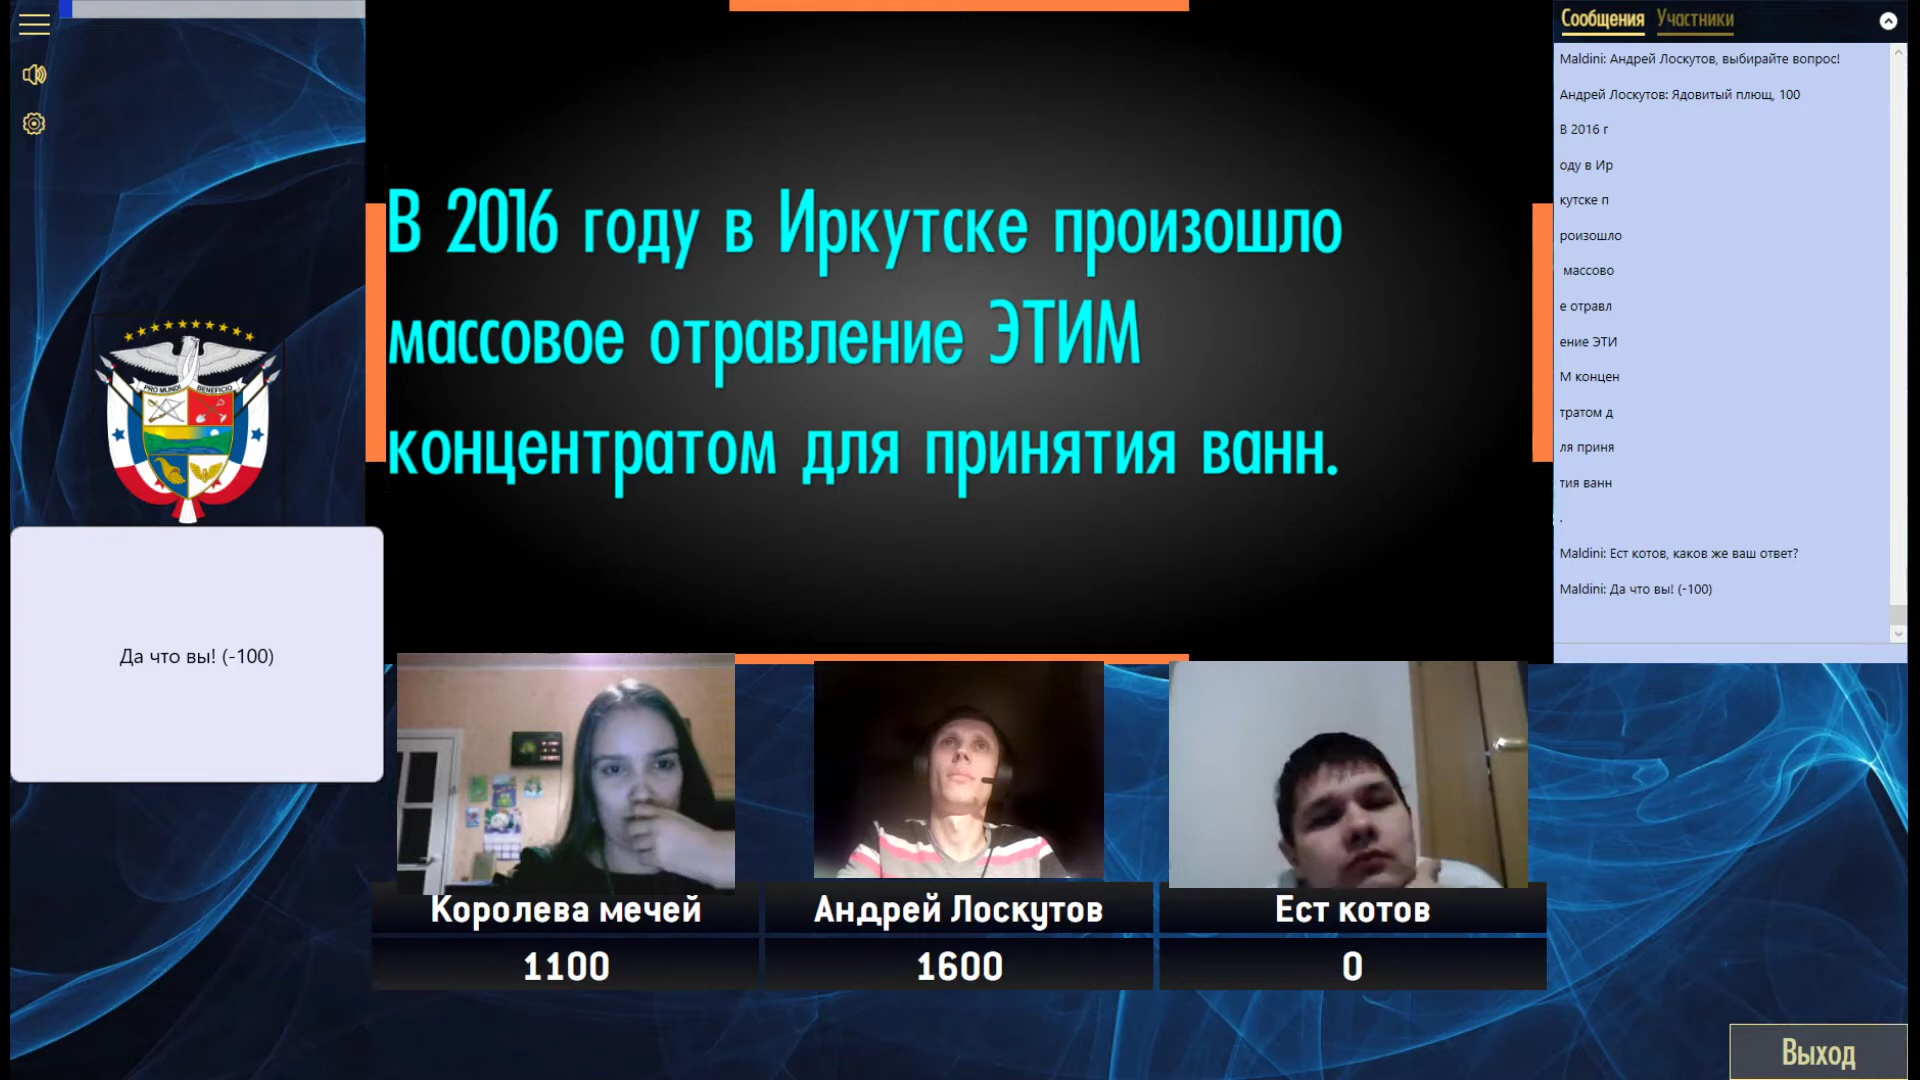 Сообщения Участники
Maldini: Андрей Лоскутов, выбирайте вопрос!
Андрей Лоскутов: Ядовитый плющ, 100
В 2016 г
оду в Ир
кутске п
роизошло
массово
е отравл
ение ЭТИ
М концен
тратом д
ля приня
тия ванн
.
Maldini: Ест котов, каков же ваш ответ?
Maldini: Да что вы! (-100)
В 2016 году в Иркутске произошло
массовое отравление ЭТИМ
концентратом для принятия ванн.
PRO MUNDI BENEFICIO
Да что вы! (-100)
Королева мечей
1100
Андрей Лоскутов
1600
Ест котов
0
Выход